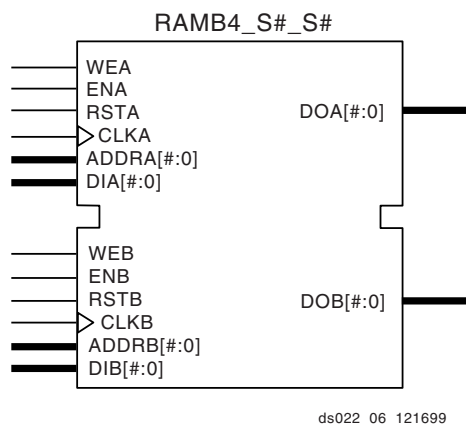 RAMB4_S#_S#
WEA
ENA
RSTA
CLKA
ADDRA[#:0]
DIA[#:0]
DOA[#:0]
WEB
ENB
RSTB
CLKB
ADDRB[#:0]
DIB[#:0]
DOB[#:0]
ds022_06_121699